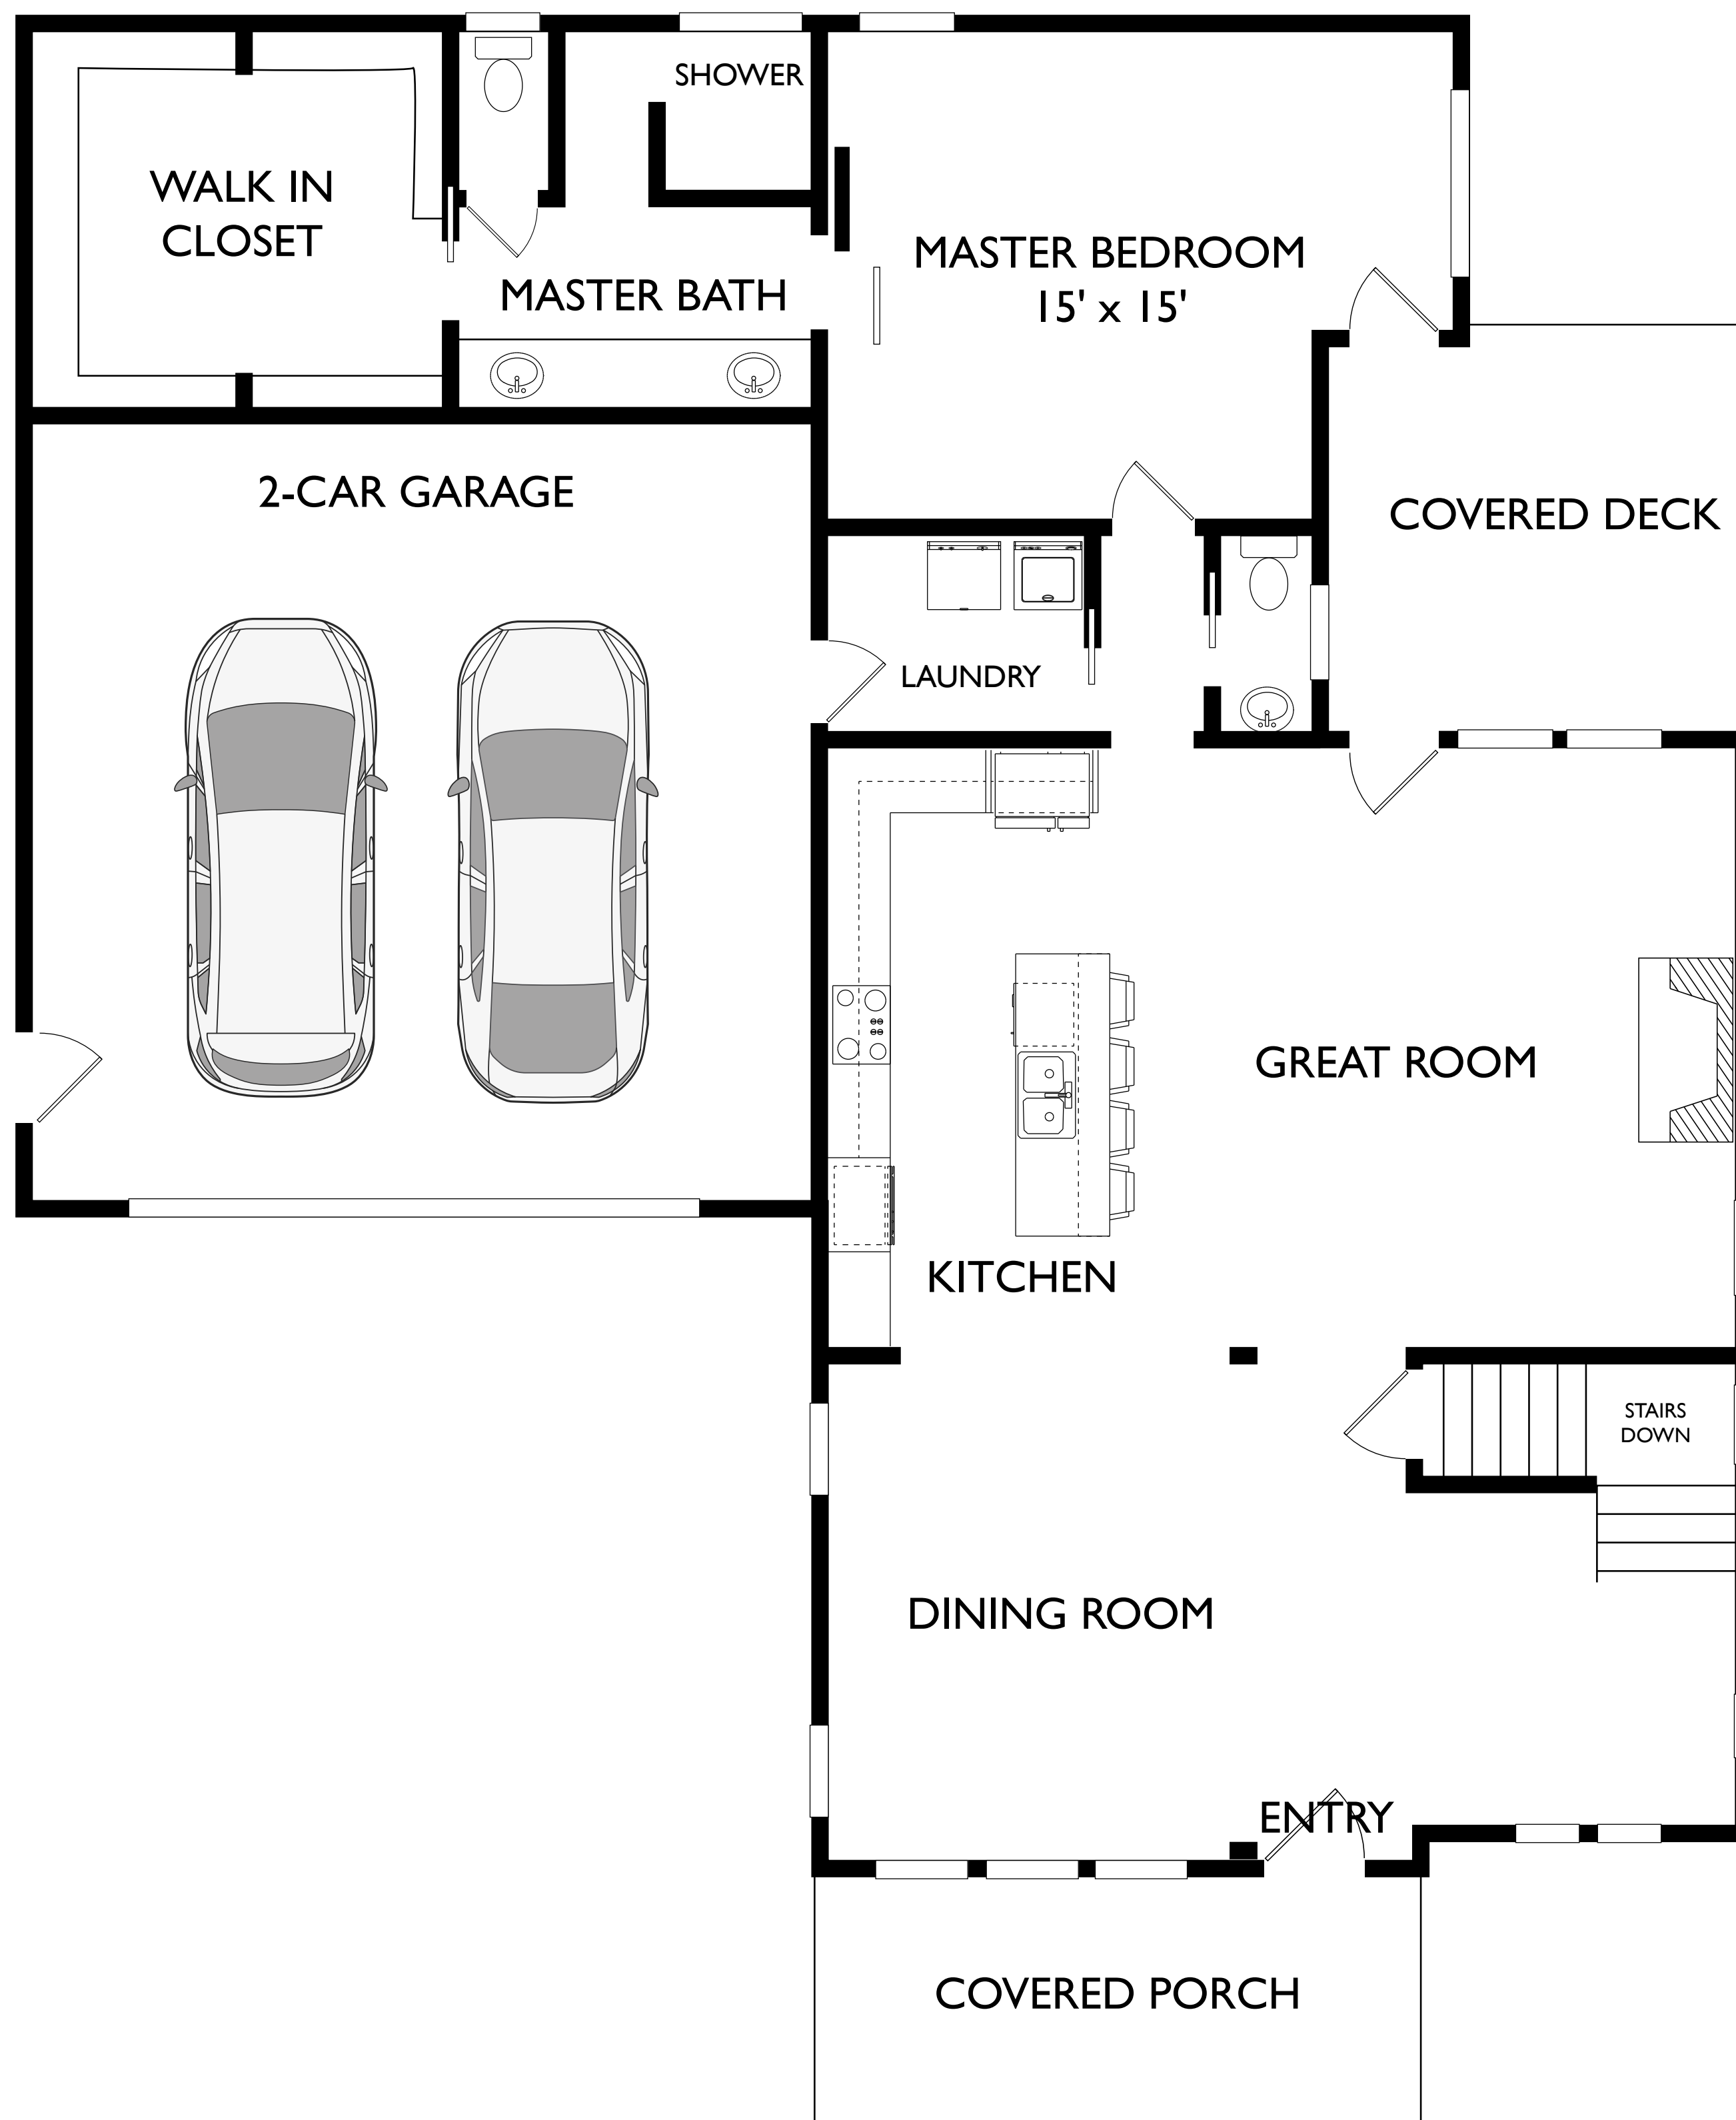 SHOWER
WALK IN
CLOSET
MASTER BEDROOM
15' x 15'
MASTER BATH
2-CAR GARAGE
COVERED DECK
LAUNDRY
GREAT ROOM
KITCHEN
STAIRS
DOWN
DINING ROOM
ENTRY
COVERED PORCH